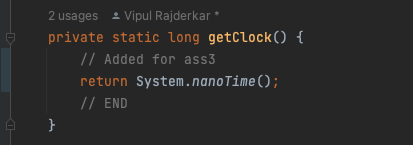 2 usages Vipul Rajderkar *
private static long getClock() {
// Added for ass3
return System.nanoTime();
// END
}